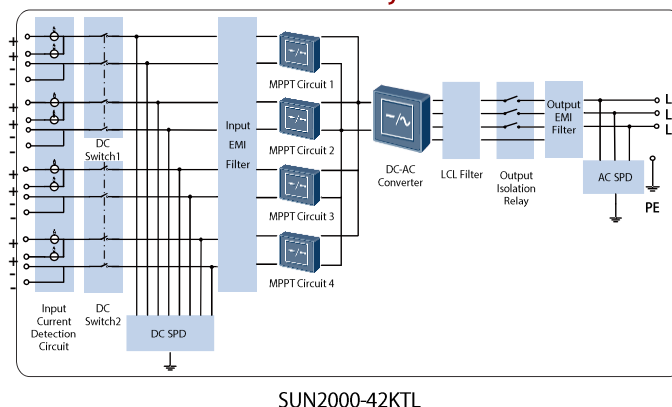 +
+
-
-
+
+
-
-
+
+
-
-
+
+
-
-
DC
Switch1
Input
Current
Detection
Circuit
DC
Switch2
DC SPD
Input
EMI
Filter
MPPT Circuit 1
MPPT Circuit 2
MPPT Circuit 3
MPPT Circuit 4
DC-AC
Converter
LCL Filter
Output
Isolation
Relay
Output
EMI
Filter
AC SPD
L
L
L
PE
SUN2000-42KTL